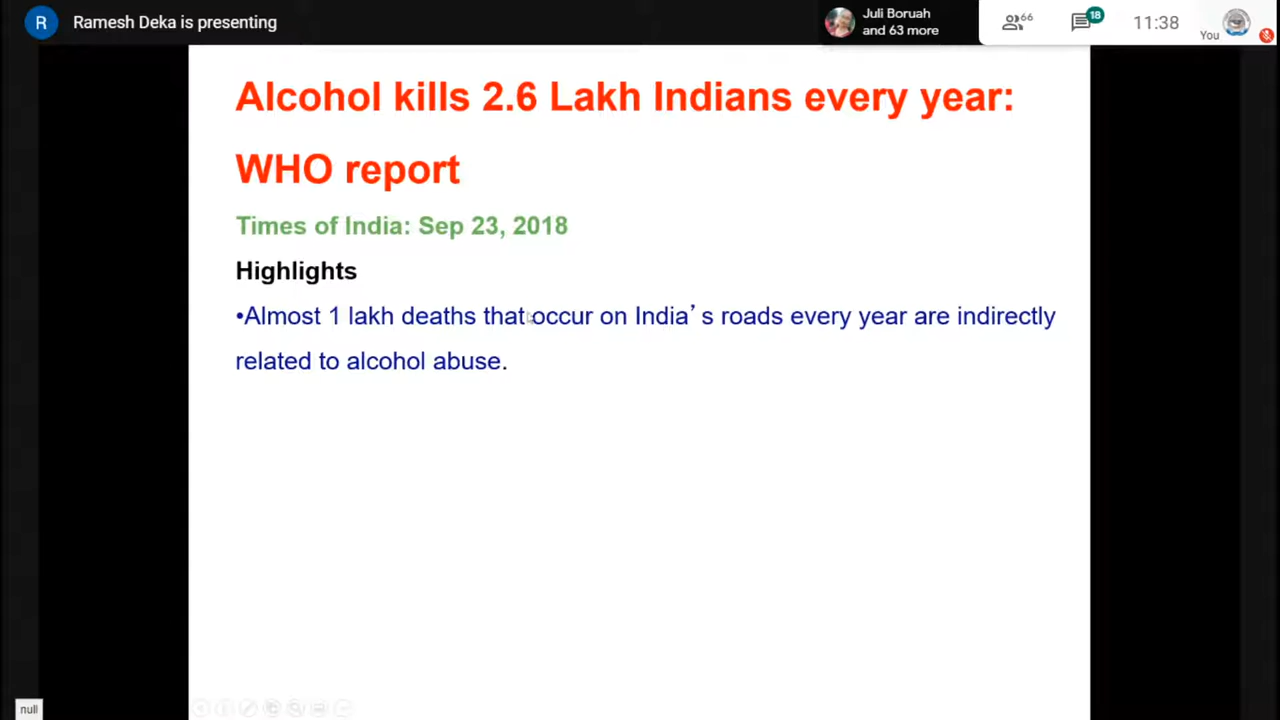 R Ramesh Deka is presenting
Juli Boruah
and 63 more
66
18
11:38
You
Alcohol kills 2.6 Lakh Indians every year:
WHO report
Times of India: Sep 23, 2018
Highlights
•Almost 1 lakh deaths that occur on India’ s roads every year are indirectly
related to alcohol abuse.
null